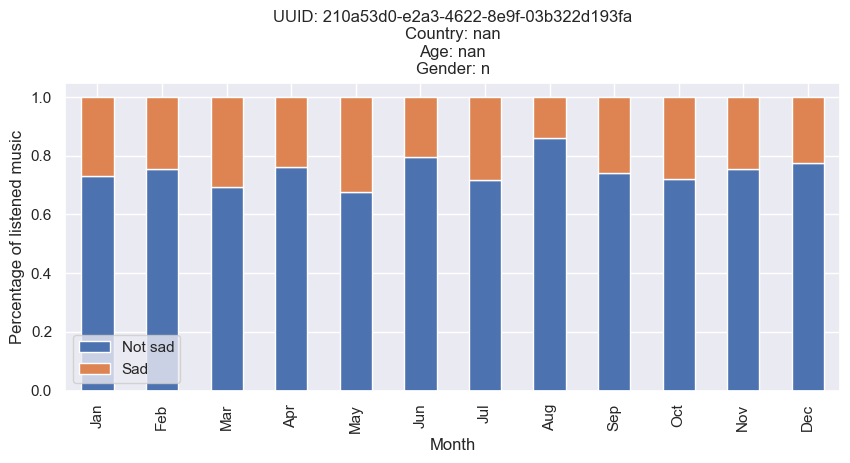 UUID: 210a53d0-e2a3-4622-8e9f-03b322d193fa
Country: nan
Age: nan
Gender: n
Percentage of listened music
1.0
0.8
0.6
0.4
0.2
0.0
Not sad
Sad
Jan Feb Mar Apr May Jun Jul Aug Sep Oct Nov Dec
Month